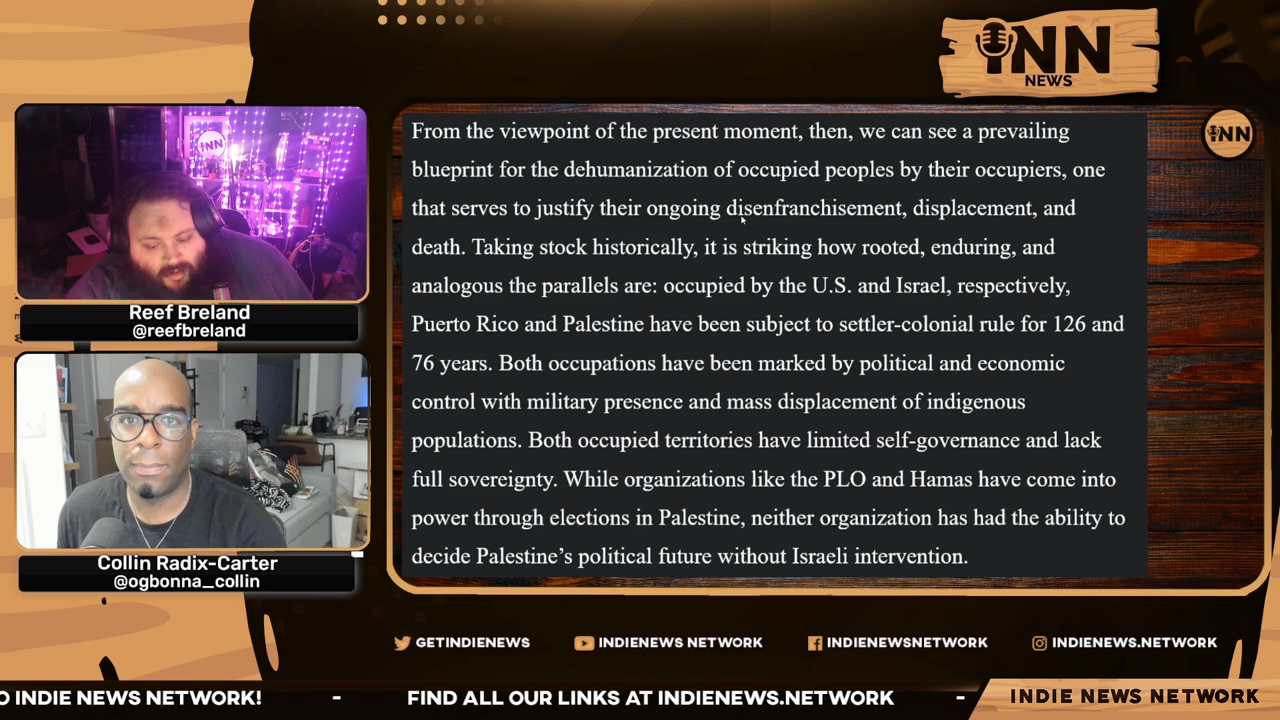 iNN
NEWS
From the viewpoint of the present moment, then, we can see a prevailing
blueprint for the dehumanization of occupied peoples by their occupiers, one
that serves to justify their ongoing disenfranchisement, displacement, and
death. Taking stock historically, it is striking how rooted, enduring, and
analogous the parallels are: occupied by the U.S. and Israel, respectively,
Puerto Rico and Palestine have been subject to settler-colonial rule for 126 and
76 years. Both occupations have been marked by political and economic
control with military presence and mass displacement of indigenous
populations. Both occupied territories have limited self-governance and lack
full sovereignty. While organizations like the PLO and Hamas have come into
power through elections in Palestine, neither organization has had the ability to
decide Palestine’s political future without Israeli intervention.
iNN
iNN
Reef Breland
@reefbreland
Collin Radix-Carter
@ogbonna_collin
GETINDIENEWS
INDIENEWS NETWORK
INDIENEWSNETWORK
INDIENEWS.NETWORK
O INDIE NEWS NETWORK! - FIND ALL OUR LINKS AT INDIENEWS.NETWORK -
INDIE NEWS NETWORK